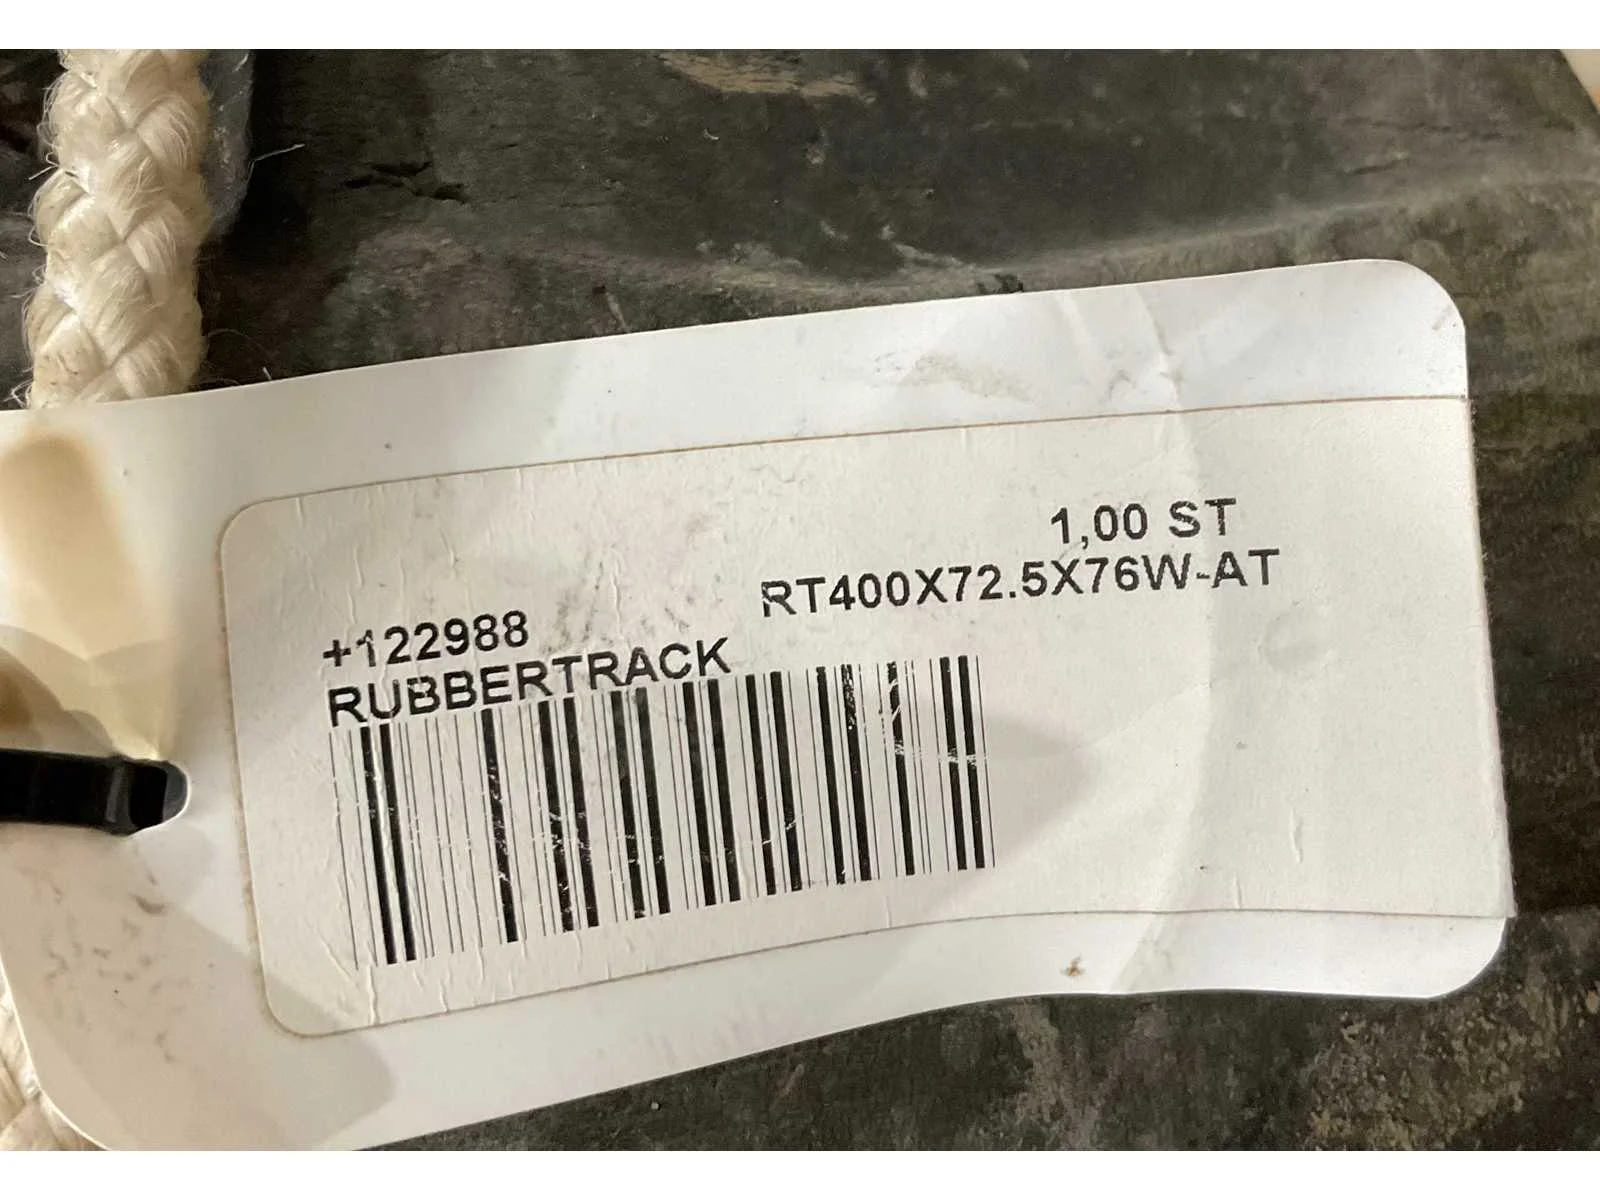 1,00 ST
+122988 RT400X72.5X76W-AT
RUBBERTRACK